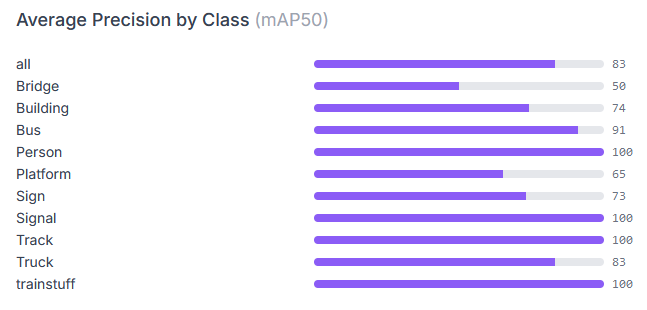 Average Precision by Class (mAP50)
all 83
Bridge 50
Building 74
Bus 91
Person 100
Platform 65
Sign 73
Signal 100
Track 100
Truck 83
trainstuff 100